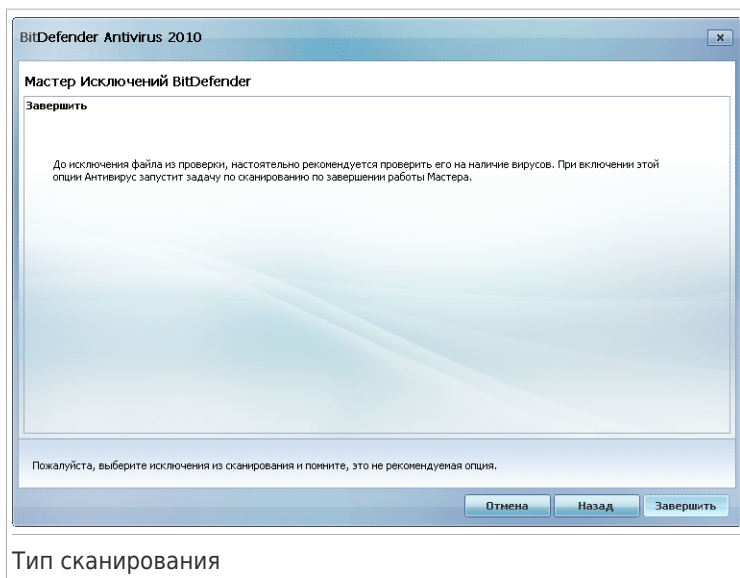 BitDefender Antivirus 2010
Мастер Исключений BitDefender
Завершить
До исключения файла из проверки, настоятельно рекомендуется проверить его на наличие вирусов. При включении этой
опции Антивирус запустит задачу по сканированию по завершении работы Мастера.
Пожалуйста, выберите исключения из сканирования и помните, это не рекомендуемая опция.
Отмена Назад Завершить
Тип сканирования